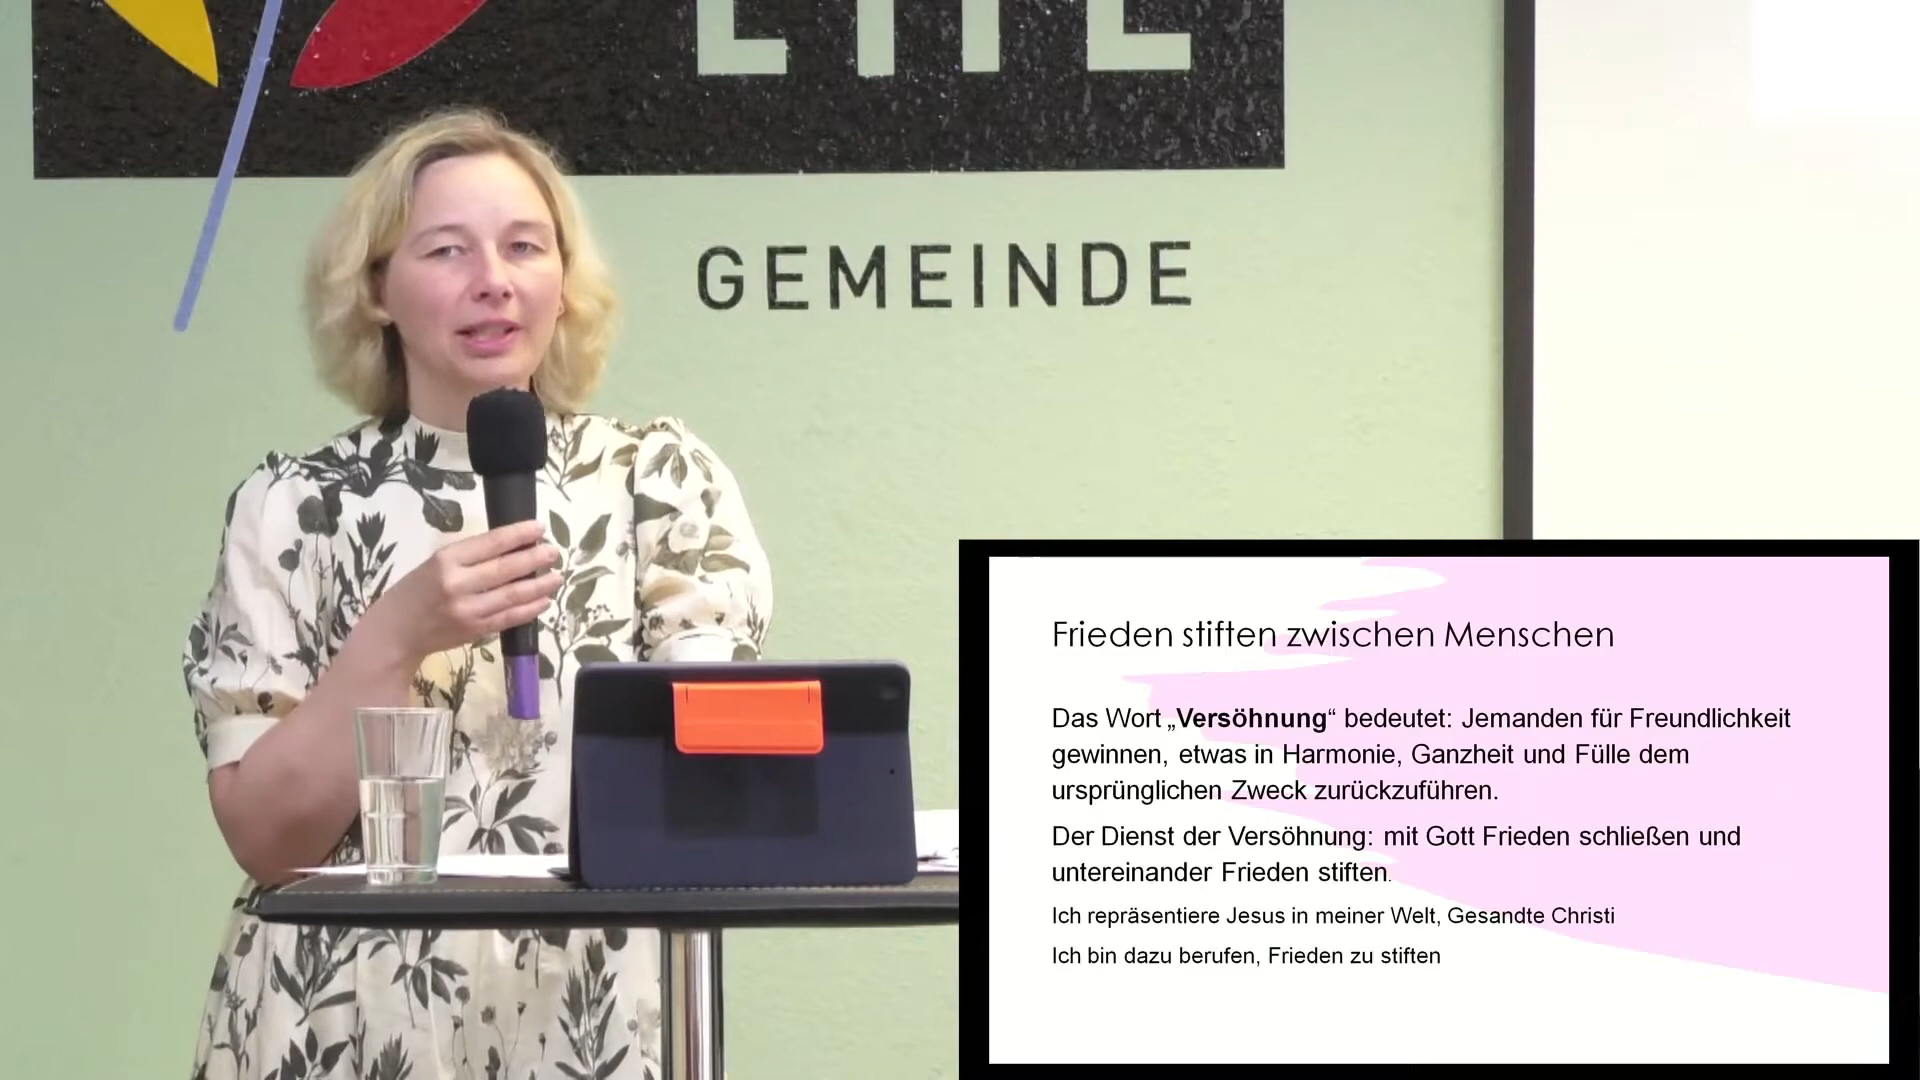 GEMEINDE
Frieden stiften zwischen Menschen
Das Wort „Versöhnung“ bedeutet: Jemanden für Freundlichkeit
gewinnen, etwas in Harmonie, Ganzheit und Fülle dem
ursprünglichen Zweck zurückzuführen.
Der Dienst der Versöhnung: mit Gott Frieden schließen und
untereinander Frieden stiften.
Ich repräsentiere Jesus in meiner Welt, Gesandte Christi
Ich bin dazu berufen, Frieden zu stiften